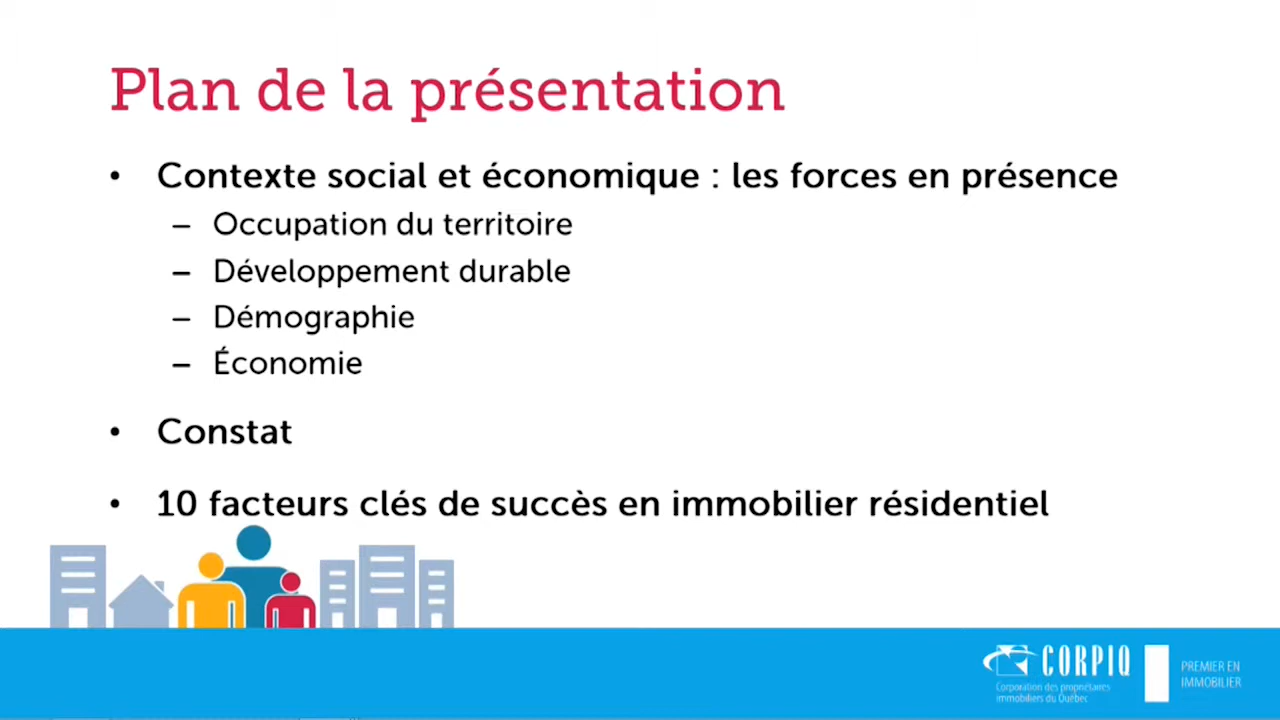 Plan de la présentation
• Contexte social et économique : les forces en présence
– Occupation du territoire
– Développement durable
– Démographie
– Économie
• Constat
• 10 facteurs clés de succès en immobilier résidentiel
CORPIQ
Corporation des propriétaires
immobiliers du Québec
PREMIER EN
IMMOBILIER